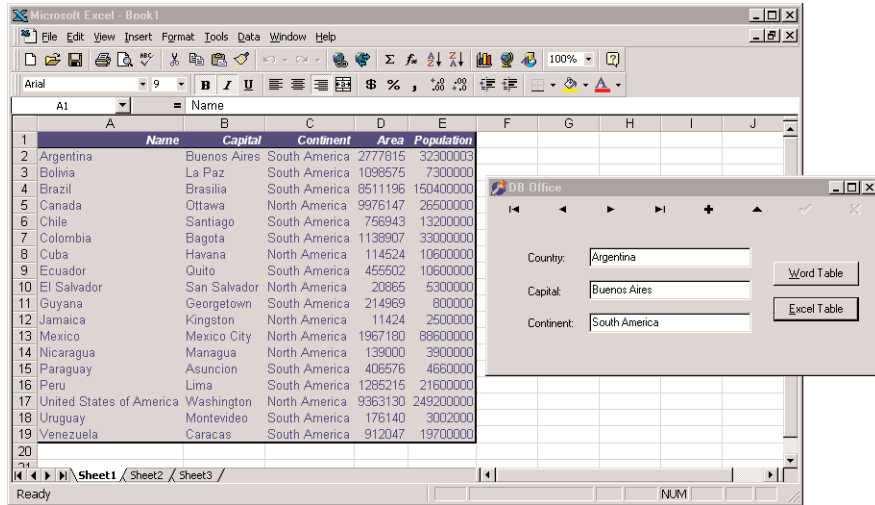 Microsoft Excel - Book1
File Edit View Insert Format Tools Data Window Help
100%
Arial 9 B I U $ % ,
A1 = Name
A B C D E F G H I J
1 Name Capital Continent Area Population
2 Argentina Buenos Aires South America 2777815 32300003
3 Bolivia La Paz South America 1098575 7300000
4 Brazil Brasilia South America 8511196 150400000
5 Canada Ottawa North America 9976147 26500000
6 Chile Santiago South America 756943 13200000
7 Colombia Bagota South America 1138907 33000000
8 Cuba Havana North America 114524 10600000
9 Ecuador Quito South America 455502 10600000
10 El Salvador San Salvador North America 20865 5300000
11 Guyana Georgetown South America 214969 800000
12 Jamaica Kingston North America 11424 2500000
13 Mexico Mexico City North America 1967180 88600000
14 Nicaragua Managua North America 139000 3900000
15 Paraguay Asuncion South America 406576 4660000
16 Peru Lima South America 1285215 21600000
17 United States of America Washington North America 9363130 249200000
18 Uruguay Montevideo South America 176140 3002000
19 Venezuela Caracas South America 912047 19700000
20
21
Sheet1 Sheet2 Sheet3
Ready NUM
DB Office
Country: Argentina
Capital: Buenos Aires
Continent: South America
Word Table
Excel Table